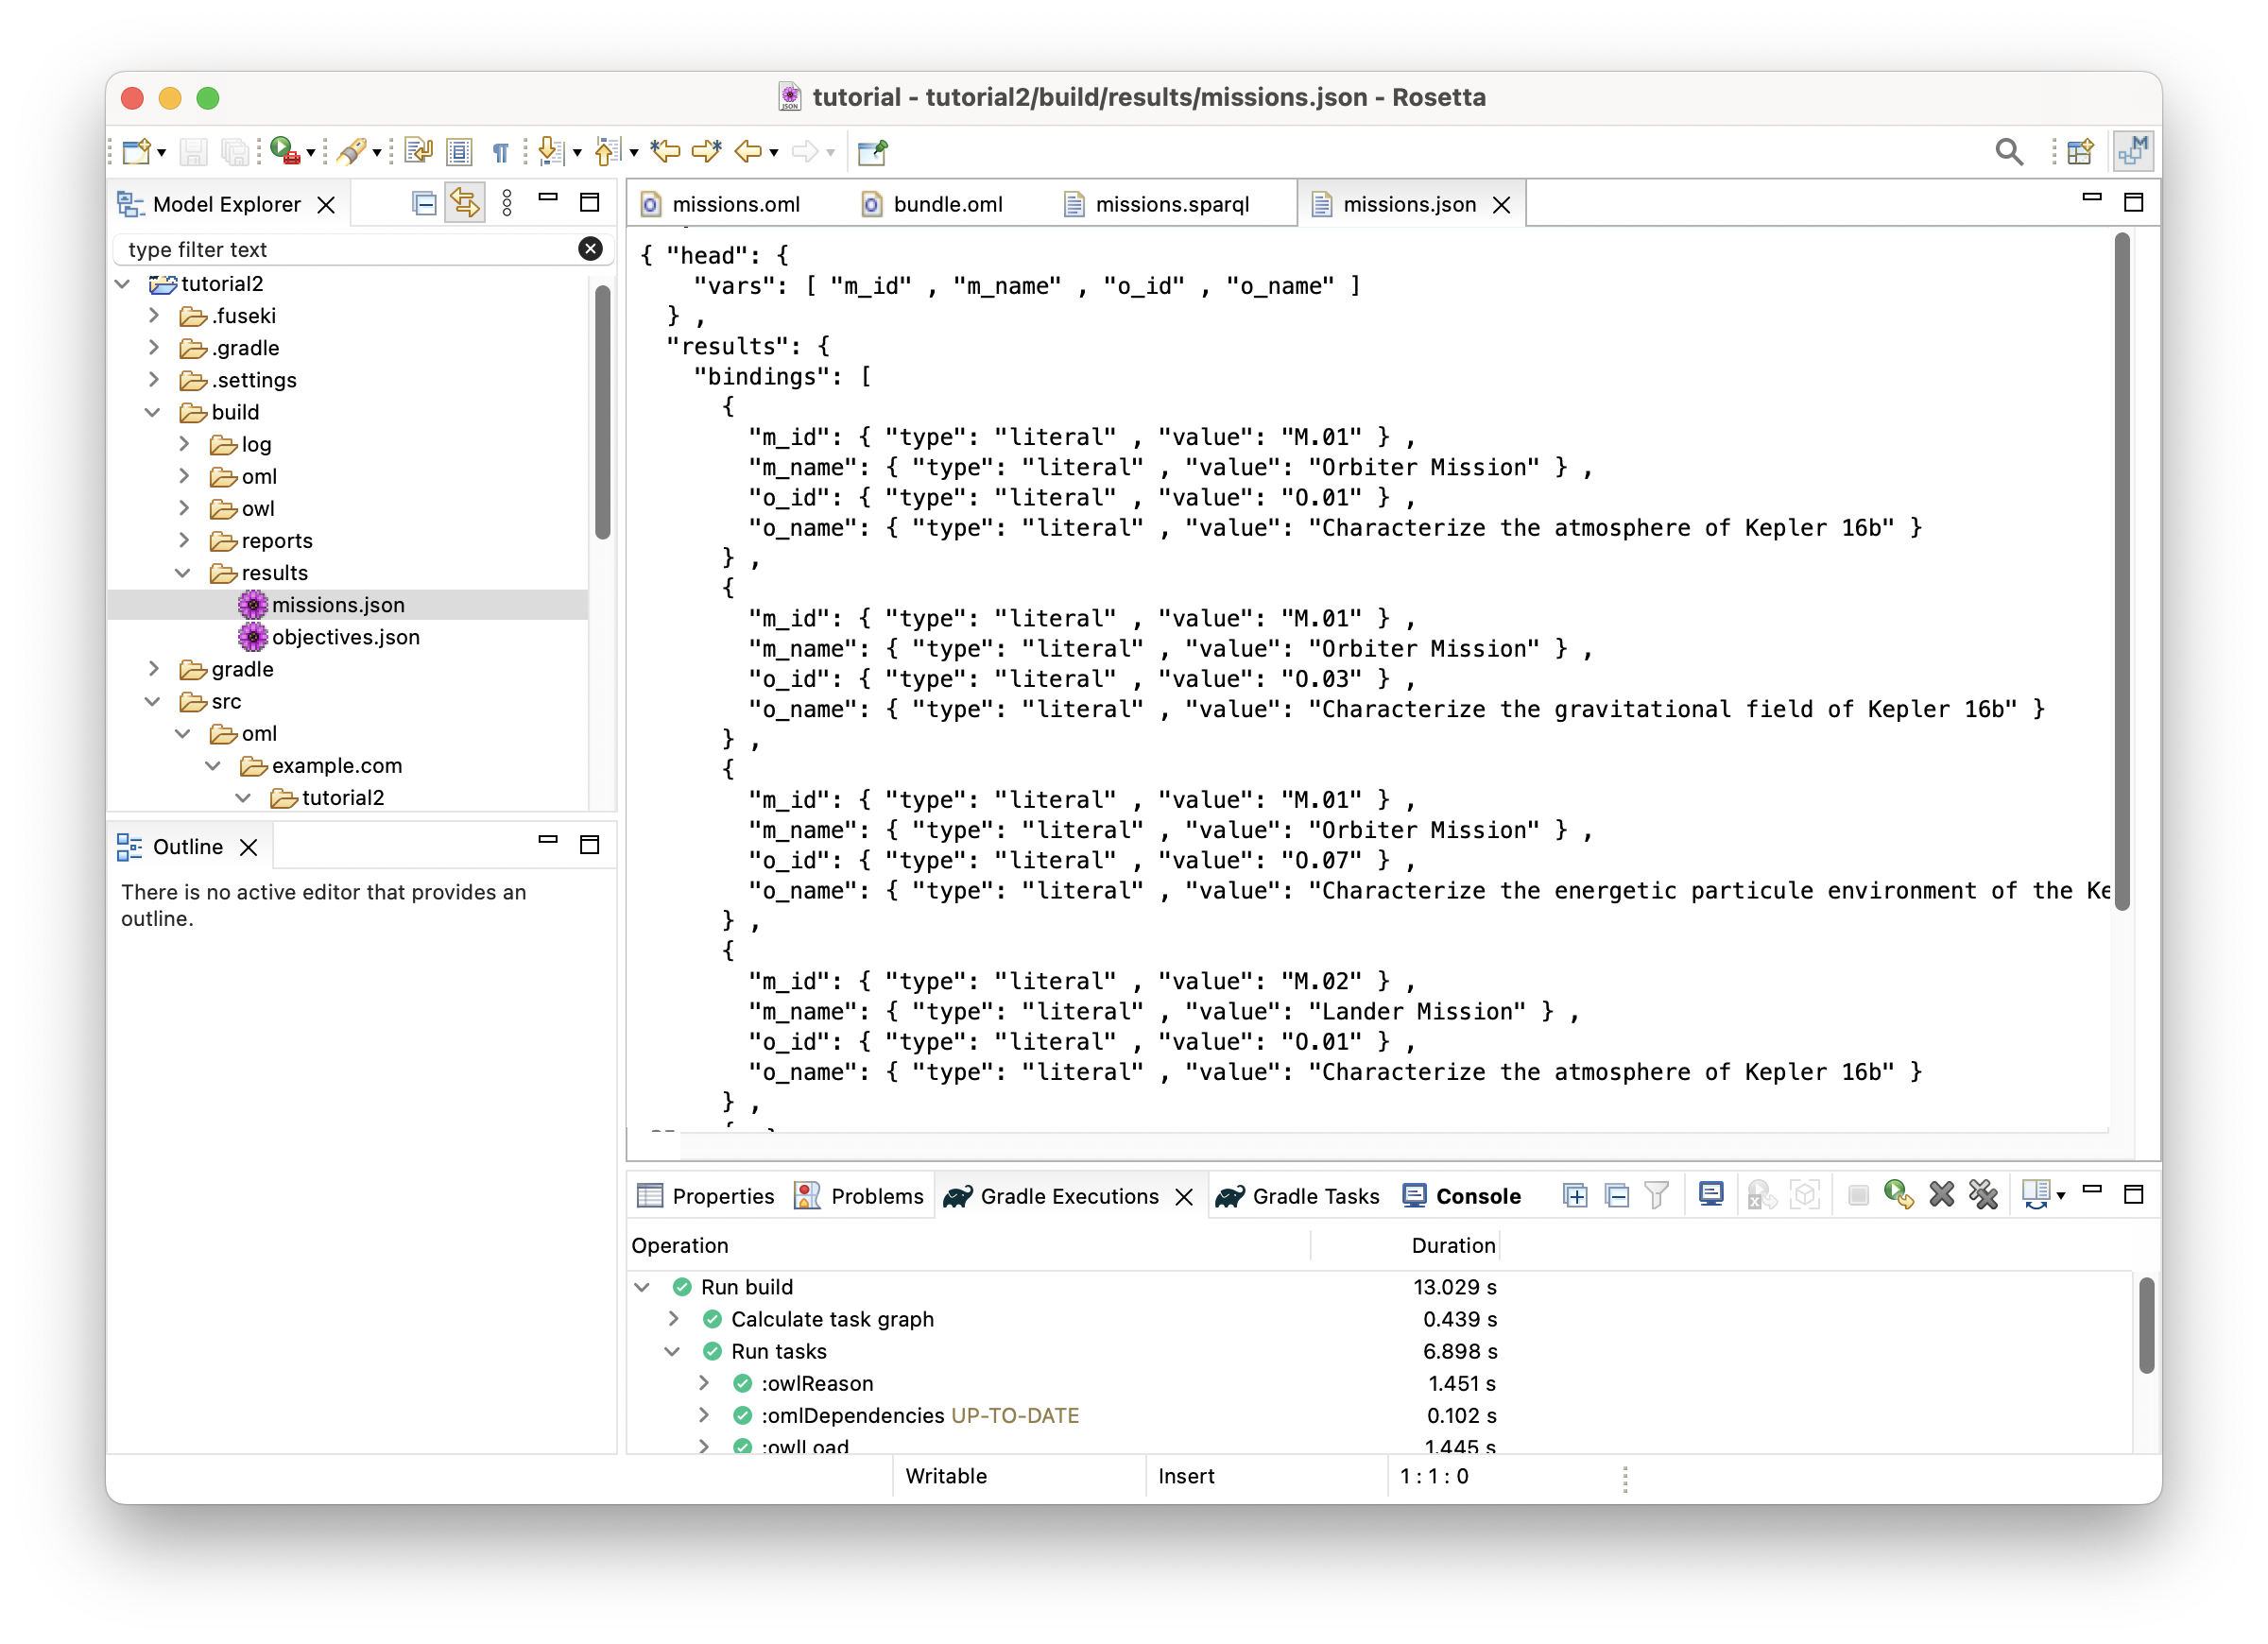 tutorial - tutorial2/build/results/missions.json - Rosetta
Model Explorer
type filter text
tutorial2
.fuseki
.gradle
.settings
build
log
oml
owl
reports
results
missions.json
objectives.json
gradle
src
oml
example.com
tutorial2
Outline
There is no active editor that provides an
outline.
missions.oml bundle.oml missions.sparql missions.json
{ "head": {
"vars": [ "m_id" , "m_name" , "o_id" , "o_name" ]
} ,
"results": {
"bindings": [
{
"m_id": { "type": "literal" , "value": "M.01" } ,
"m_name": { "type": "literal" , "value": "Orbiter Mission" } ,
"o_id": { "type": "literal" , "value": "O.01" } ,
"o_name": { "type": "literal" , "value": "Characterize the atmosphere of Kepler 16b" }
} ,
{
"m_id": { "type": "literal" , "value": "M.01" } ,
"m_name": { "type": "literal" , "value": "Orbiter Mission" } ,
"o_id": { "type": "literal" , "value": "O.03" } ,
"o_name": { "type": "literal" , "value": "Characterize the gravitational field of Kepler 16b" }
} ,
{
"m_id": { "type": "literal" , "value": "M.01" } ,
"m_name": { "type": "literal" , "value": "Orbiter Mission" } ,
"o_id": { "type": "literal" , "value": "O.07" } ,
"o_name": { "type": "literal" , "value": "Characterize the energetic particule environment of the Ke
} ,
{
"m_id": { "type": "literal" , "value": "M.02" } ,
"m_name": { "type": "literal" , "value": "Lander Mission" } ,
"o_id": { "type": "literal" , "value": "O.01" } ,
"o_name": { "type": "literal" , "value": "Characterize the atmosphere of Kepler 16b" }
} ,
Properties Problems Gradle Executions Gradle Tasks Console
Operation Duration
Run build 13.029 s
Calculate task graph 0.439 s
Run tasks 6.898 s
:owlReason 1.451 s
:omlDependencies UP-TO-DATE 0.102 s
:owlLoad 1.445 s
Writable Insert 1 : 1 : 0